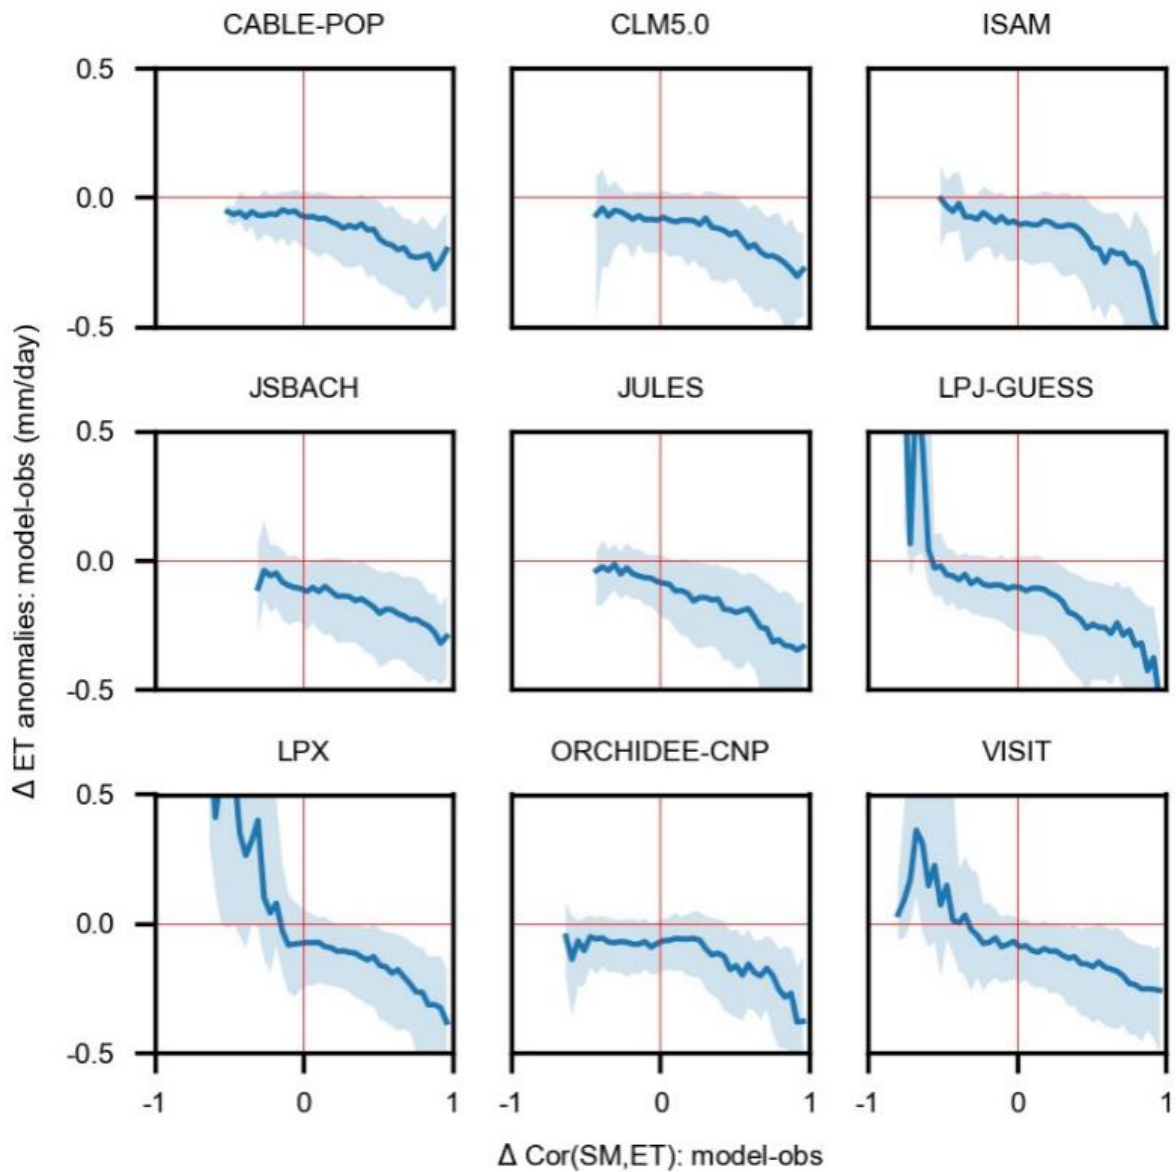 CABLE-POP CLM5.0 ISAM
0.5
0.0
-0.5
JSBACH JULES LPJ-GUESS
0.5
0.0
-0.5
LPX ORCHIDEE-CNP VISIT
0.5
0.0
-0.5
-1 0 1 -1 0 1 -1 0 1
Δ ET anomalies: model-obs (mm/day)
Δ Cor(SM,ET): model-obs